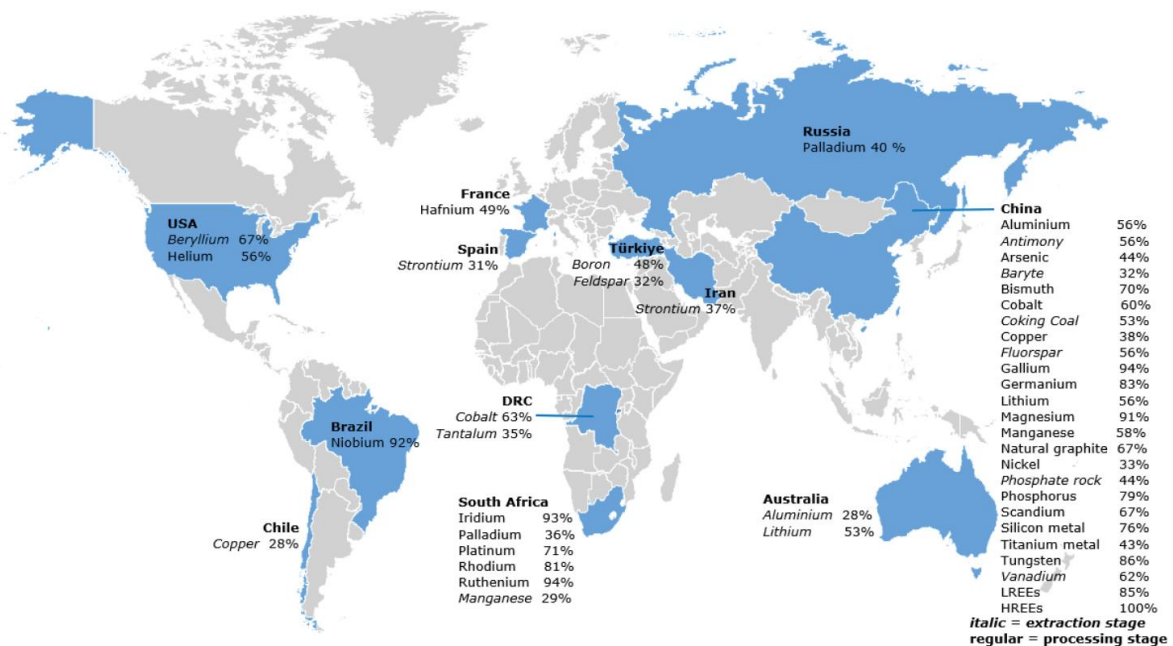 Russia
Palladium 40 %
France
Hafnium 49%
USA
Beryllium 67%
Helium 56%
Spain
Strontium 31%
Türkiye
Boron 48%
Feldspar 32%
Iran
Strontium 37%
China
Aluminium 56%
Antimony 56%
Arsenic 44%
Baryte 32%
Bismuth 70%
Cobalt 60%
Coking Coal 53%
Copper 38%
Fluorspar 56%
Gallium 94%
Germanium 83%
Lithium 56%
Magnesium 91%
Manganese 58%
Natural graphite 67%
Nickel 33%
Phosphate rock 44%
Phosphorus 79%
Scandium 67%
Silicon metal 76%
Titanium metal 43%
Tungsten 86%
Vanadium 62%
LREEs 85%
HREEs 100%
DRC
Cobalt 63%
Tantalum 35%
Brazil
Niobium 92%
Chile
Copper 28%
South Africa
Iridium 93%
Palladium 36%
Platinum 71%
Rhodium 81%
Ruthenium 94%
Manganese 29%
Australia
Aluminium 28%
Lithium 53%
italic = extraction stage
regular = processing stage